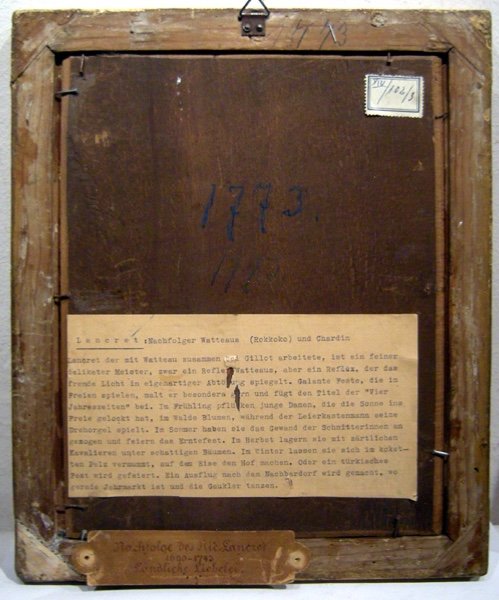 1773
XIV/102/3
1773.
Lancret: Nachfolger Watteaus (Rokkoko) und Chardin
Lancret der mit Watteau zusammen Gillot arbeitete, ist ein feiner
delikater Meister, zwar ein Reflex Watteaus, aber ein Reflex, der das
fremde Licht in eigenartiger Abtönung spiegelt. Galante Feste, die im
Freien spielen, malt er besonders gern und fügt den Titel der "Vier
Jahreszeiten" bei. Im Frühling pflücken junge Damen, die die Sonne ins
Freie gelockt hat, im Walde Blumen, während der Leierkastenmann seine
Drehorgel spielt. Im Sommer haben sie das Gewand der Schnitterinnen an
gezogen und feiern das Erntefest. Im Herbst lagern sie mit zärtlichen
Kavalieren unter schattigen Bäumen. Im Winter lassen sie sich im koket-
ten Pelz vermummt, auf dem Eise den Hof machen. Oder ein türkisches
Fest wird gefeiert. Ein Ausflug nach dem Nachbardorf wird gemacht, wo
gerade Jahrmarkt ist und die Gaukler tanzen.
Nachfolge des Nic. Lancret
1690-1743
Ländliche Liebelei